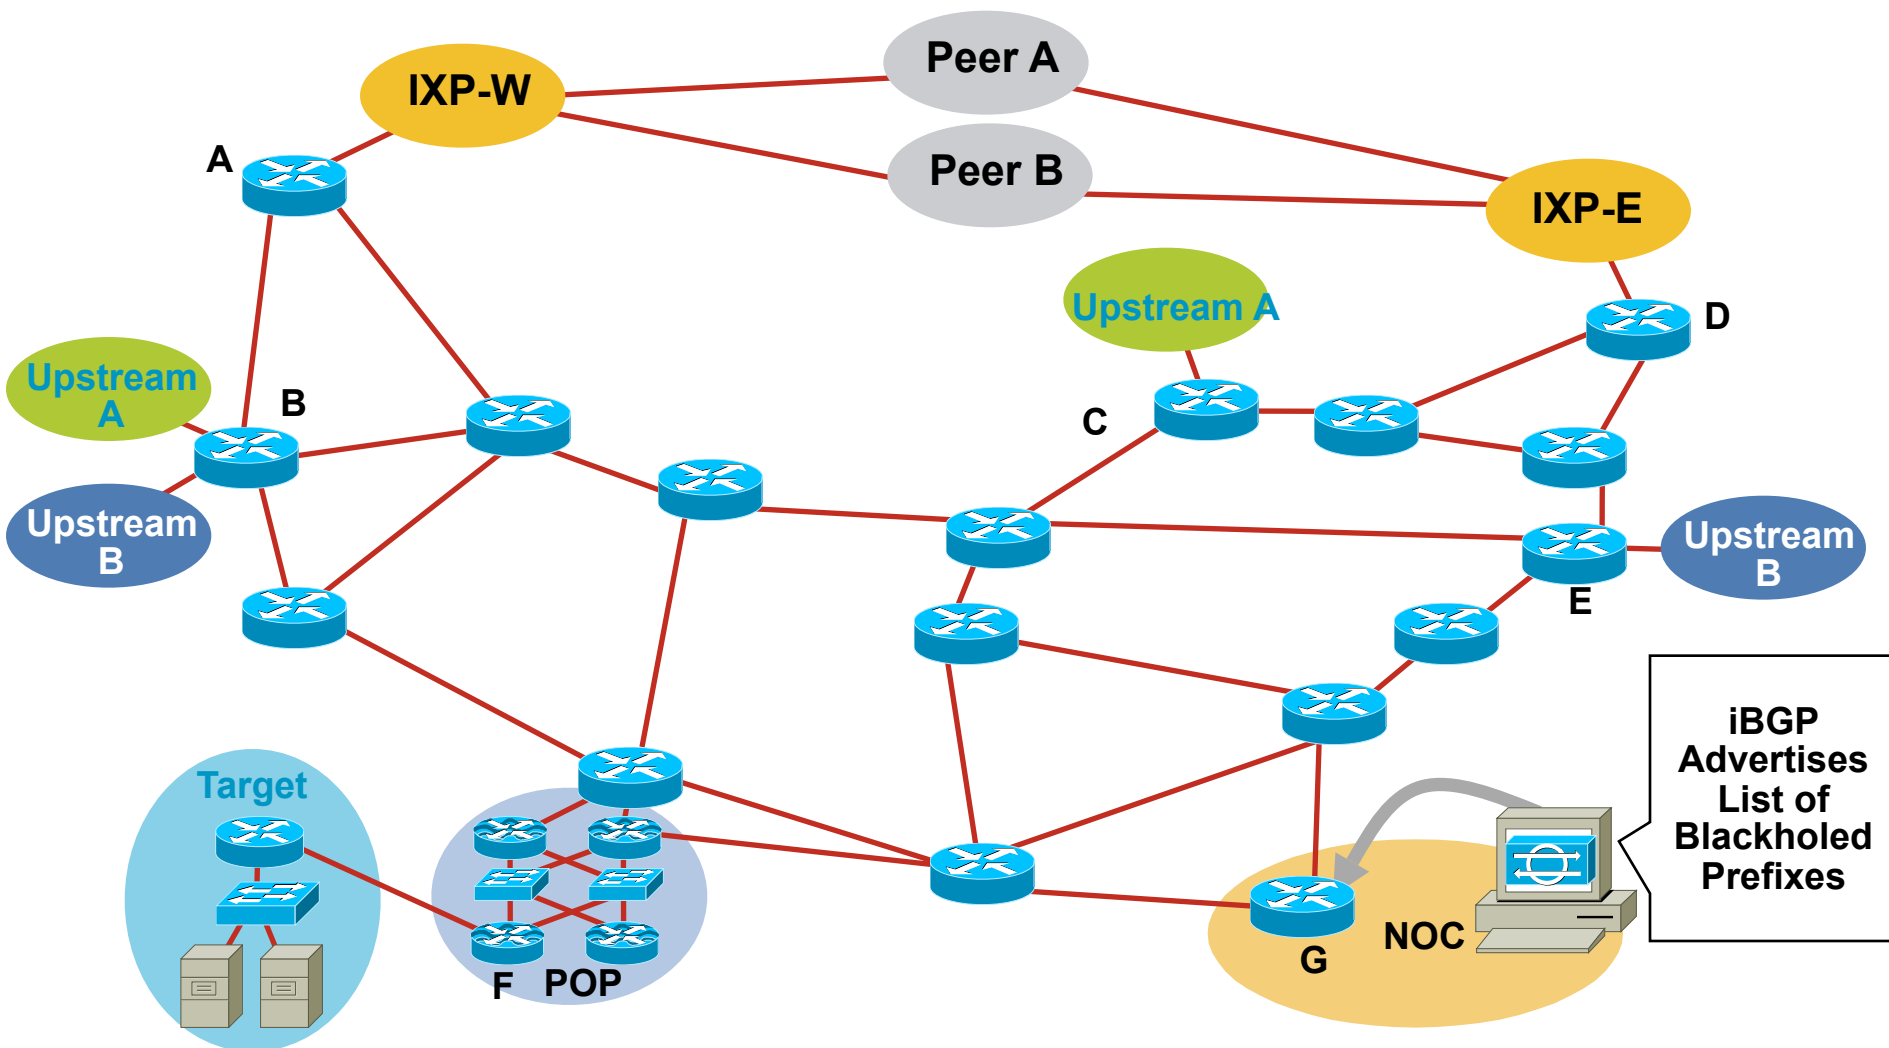 Peer A
IXP-W
A
Peer B
IXP-E
Upstream A
D
Upstream
A
B
C
Upstream
B
Upstream
B
E
iBGP
Advertises
List of
Blackholed
Prefixes
Target
NOC
G
F
POP